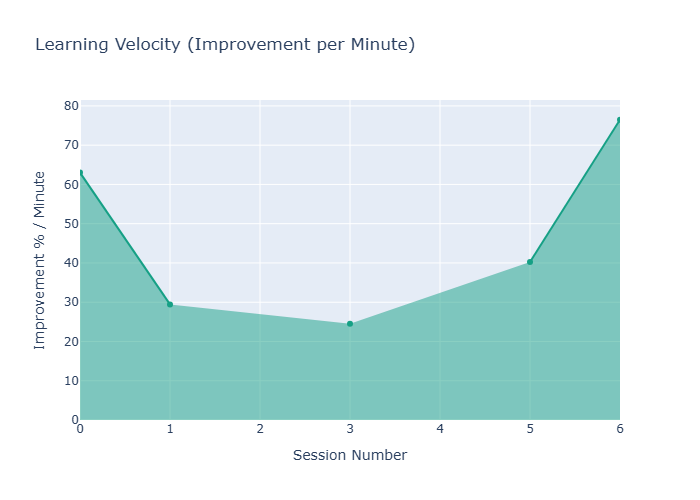 Learning Velocity (Improvement per Minute)
Improvement % / Minute
80
70
60
50
40
30
20
10
0
0 1 2 3 4 5 6
Session Number